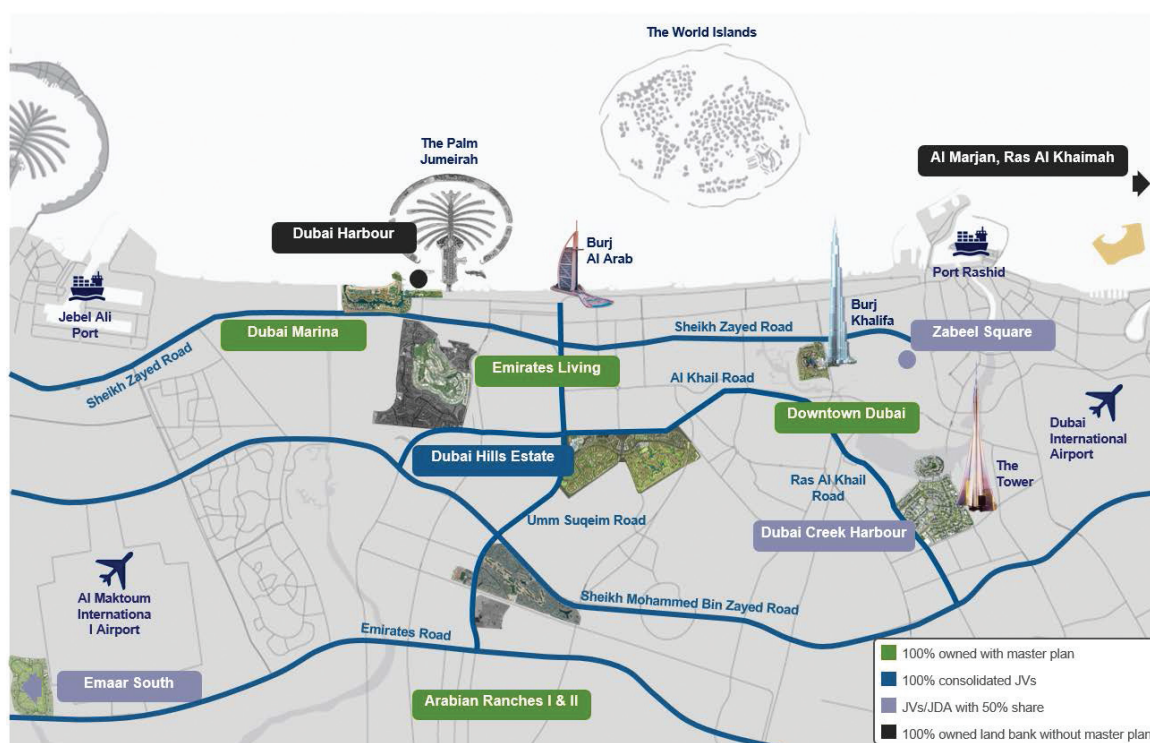 The World Islands
The Palm
Jumeirah
Al Marjan, Ras Al Khaimah
Dubai Harbour
Burj
Al Arab
Port Rashid
Jebel Ali
Port
Dubai Marina
Sheikh Zayed Road
Burj
Khalifa
Zabeel Square
Sheikh Zayed Road
Emirates Living
Al Khail Road
Downtown Dubai
Dubai
International
Airport
Dubai Hills Estate
The
Tower
Ras Al Khail
Road
Umm Suqeim Road
Dubai Creek Harbour
Al Maktoum
Internationa
l Airport
Sheikh Mohammed Bin Zayed Road
Emirates Road
Emaar South
Arabian Ranches I & II
100% owned with master plan
100% consolidated JVs
JVs/JDA with 50% share
100% owned land bank without master plan